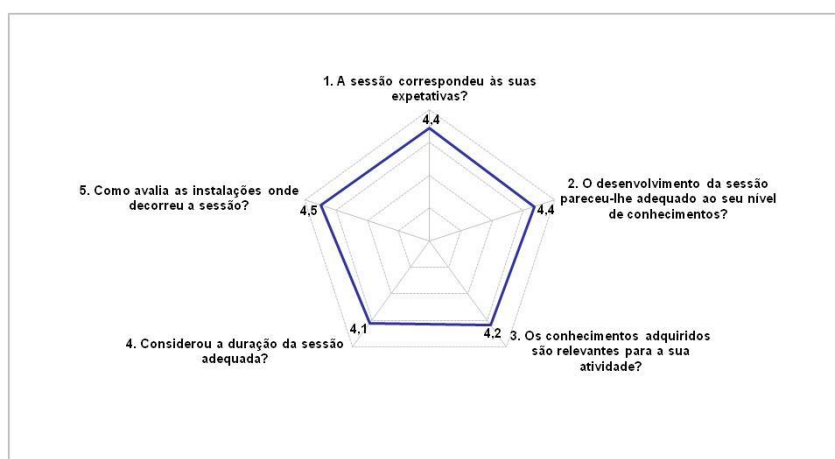 1. A sessão correspondeu às suas
expetativas?
4,4
5. Como avalia as instalações onde
decorreu a sessão?
4,5
2. O desenvolvimento da sessão
pareceu-lhe adequado ao seu nível
de conhecimentos?
4,4
4. Considerou a duração da sessão
adequada?
4,1
3. Os conhecimentos adquiridos
são relevantes para a sua
atividade?
4,2